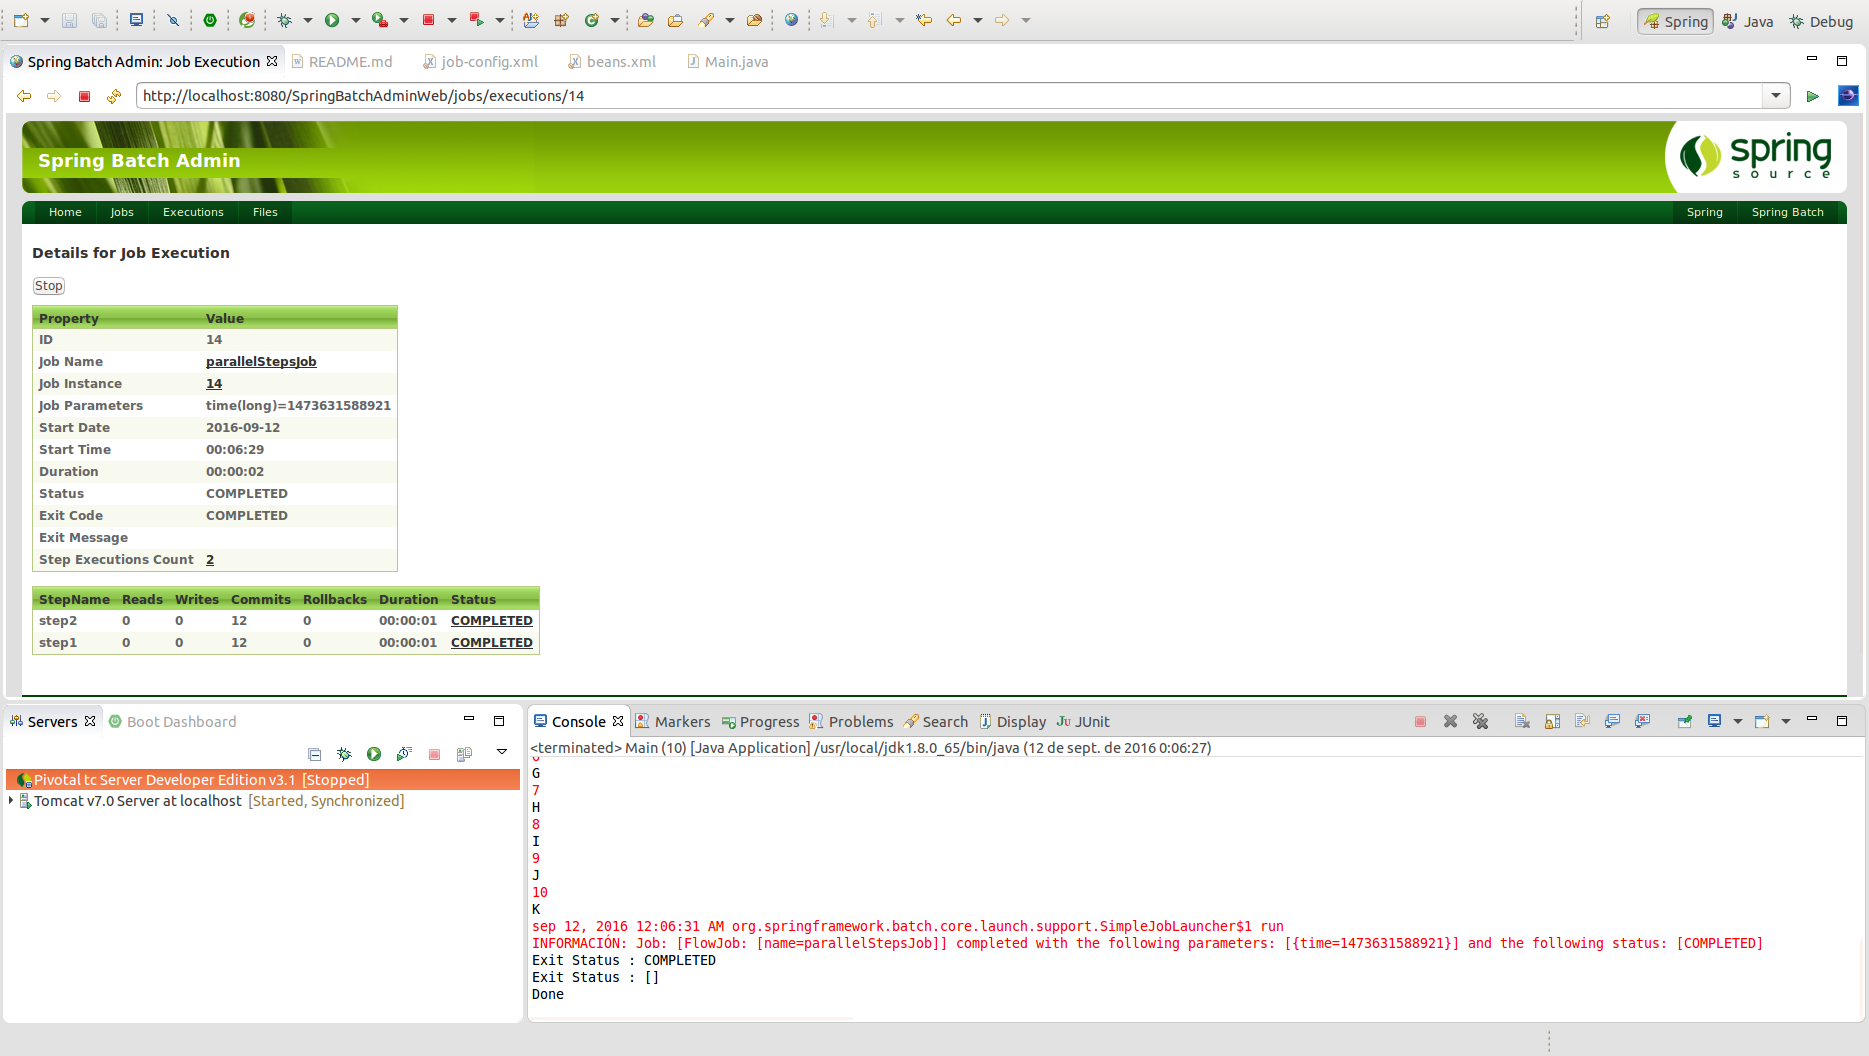 Spring
Java
Debug
Spring Batch Admin: Job Execution
README.md
job-config.xml
beans.xml
Main.java
http://localhost:8080/SpringBatchAdminWeb/jobs/executions/14
Spring Batch Admin
spring
source
Home Jobs Executions Files Spring Spring Batch
Details for Job Execution
Stop
Property Value
ID 14
Job Name parallelStepsJob
Job Instance 14
Job Parameters time(long)=1473631588921
Start Date 2016-09-12
Start Time 00:06:29
Duration 00:00:02
Status COMPLETED
Exit Code COMPLETED
Exit Message
Step Executions Count 2
StepName Reads Writes Commits Rollbacks Duration Status
step2 0 0 12 0 00:00:01 COMPLETED
step1 0 0 12 0 00:00:01 COMPLETED
Servers
Boot Dashboard
Pivotal tc Server Developer Edition v3.1 [Stopped]
Tomcat v7.0 Server at localhost [Started, Synchronized]
Console Markers Progress Problems Search Display JUnit
<terminated> Main (10) [Java Application] /usr/local/jdk1.8.0_65/bin/java (12 de sept. de 2016 0:06:27)
G
7
H
8
I
9
J
10
K
sep 12, 2016 12:06:31 AM org.springframework.batch.core.launch.support.SimpleJobLauncher$1 run
INFORMACIÓN: Job: [FlowJob: [name=parallelStepsJob]] completed with the following parameters: [{time=1473631588921}] and the following status: [COMPLETED]
Exit Status : COMPLETED
Exit Status : []
Done